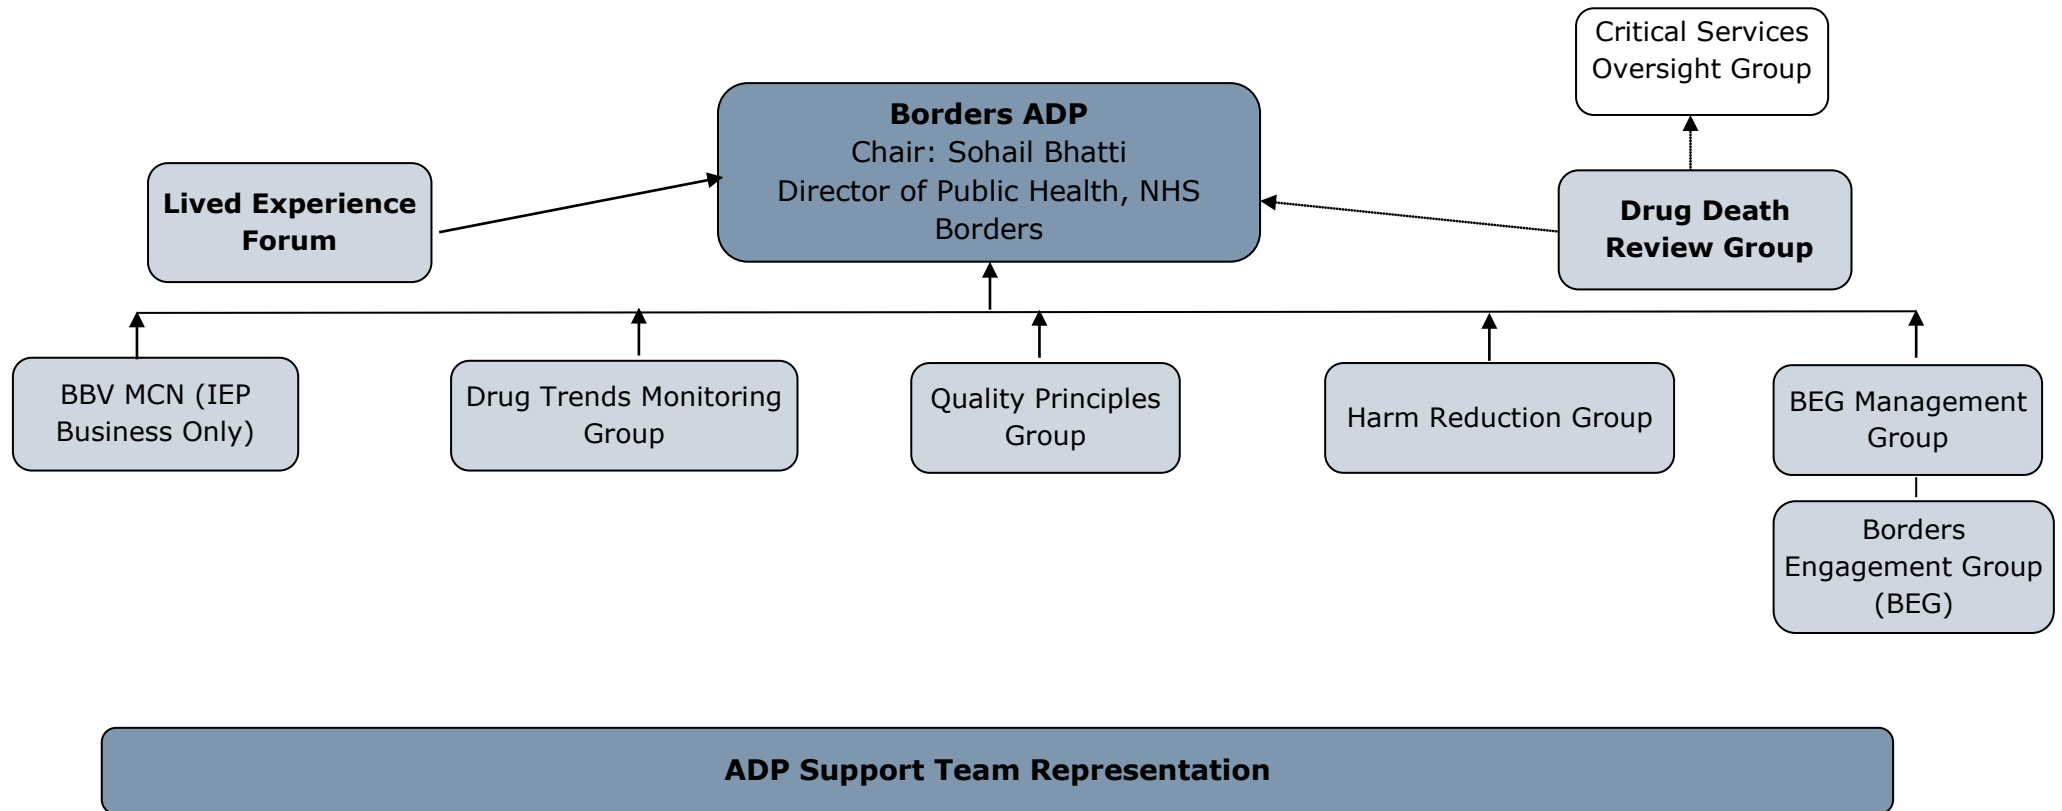 Critical Services
Oversight Group
Borders ADP
Chair: Sohail Bhatti
Director of Public Health, NHS
Borders
Lived Experience
Forum
Drug Death
Review Group
BBV MCN (IEP
Business Only)
Drug Trends Monitoring
Group
Quality Principles
Group
Harm Reduction Group
BEG Management
Group
Borders
Engagement Group
(BEG)
ADP Support Team Representation